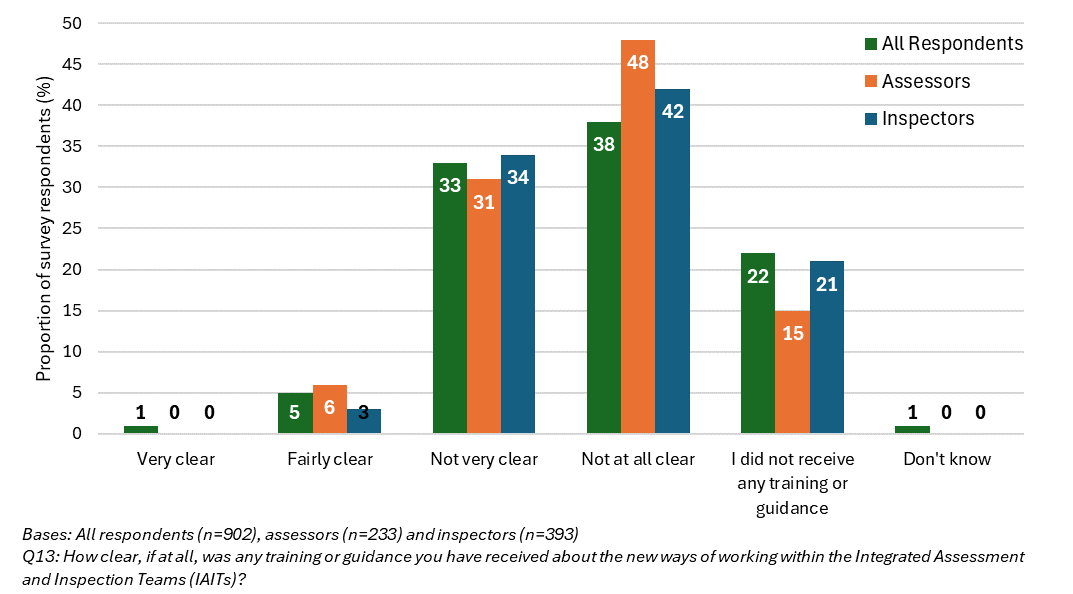 50
45
40
35
30
25
20
15
10
5
0
Proportion of survey respondents (%)
All Respondents
Assessors
Inspectors
1 0 0
5 6 3
33 31 34
38 48 42
22 15 21
1 0 0
Very clear
Fairly clear
Not very clear
Not at all clear
I did not receive
any training or
guidance
Don't know
Bases: All respondents (n=902), assessors (n=233) and inspectors (n=393)
Q13: How clear, if at all, was any training or guidance you have received about the new ways of working within the Integrated Assessment
and Inspection Teams (IAITs)?